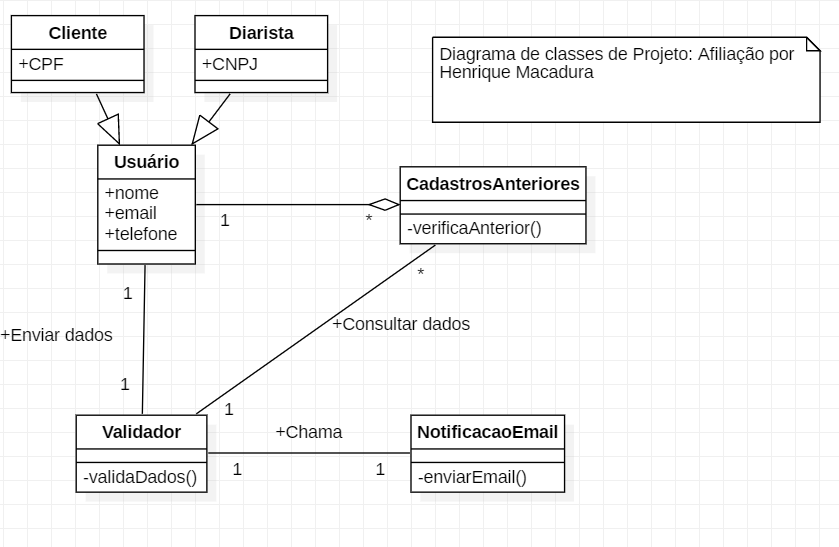 Cliente
+CPF
Diarista
+CNPJ
Diagrama de classes de Projeto: Afiliação por
Henrique Macadura
Usuário
+nome
+email
+telefone
1
*
CadastrosAnteriores
-verificaAnterior()
1
+Enviar dados
1
*
+Consultar dados
1
Validador
-validaDados()
+Chama
1
1
NotificacaoEmail
-enviarEmail()